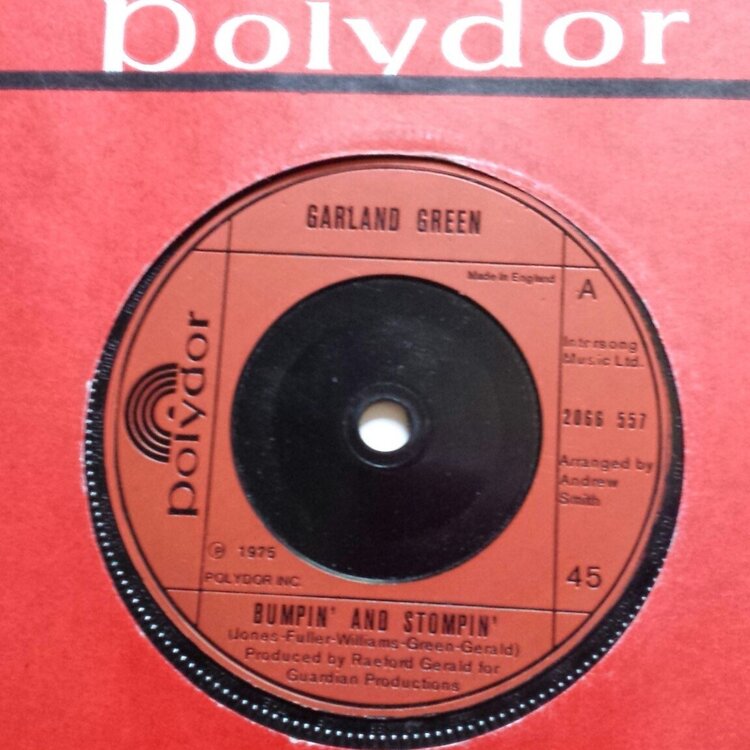 polydor
GARLAND GREEN
Made in England
A
Intersong
Music Ltd.
polydor
2066 557
Arranged by
Andrew
Smith
℗ 1975
POLYDOR INC.
45
BUMPIN' AND STOMPIN'
(Jones-Fuller-Williams-Green-Gerald)
Produced by Raeford Gerald for
Guardian Productions